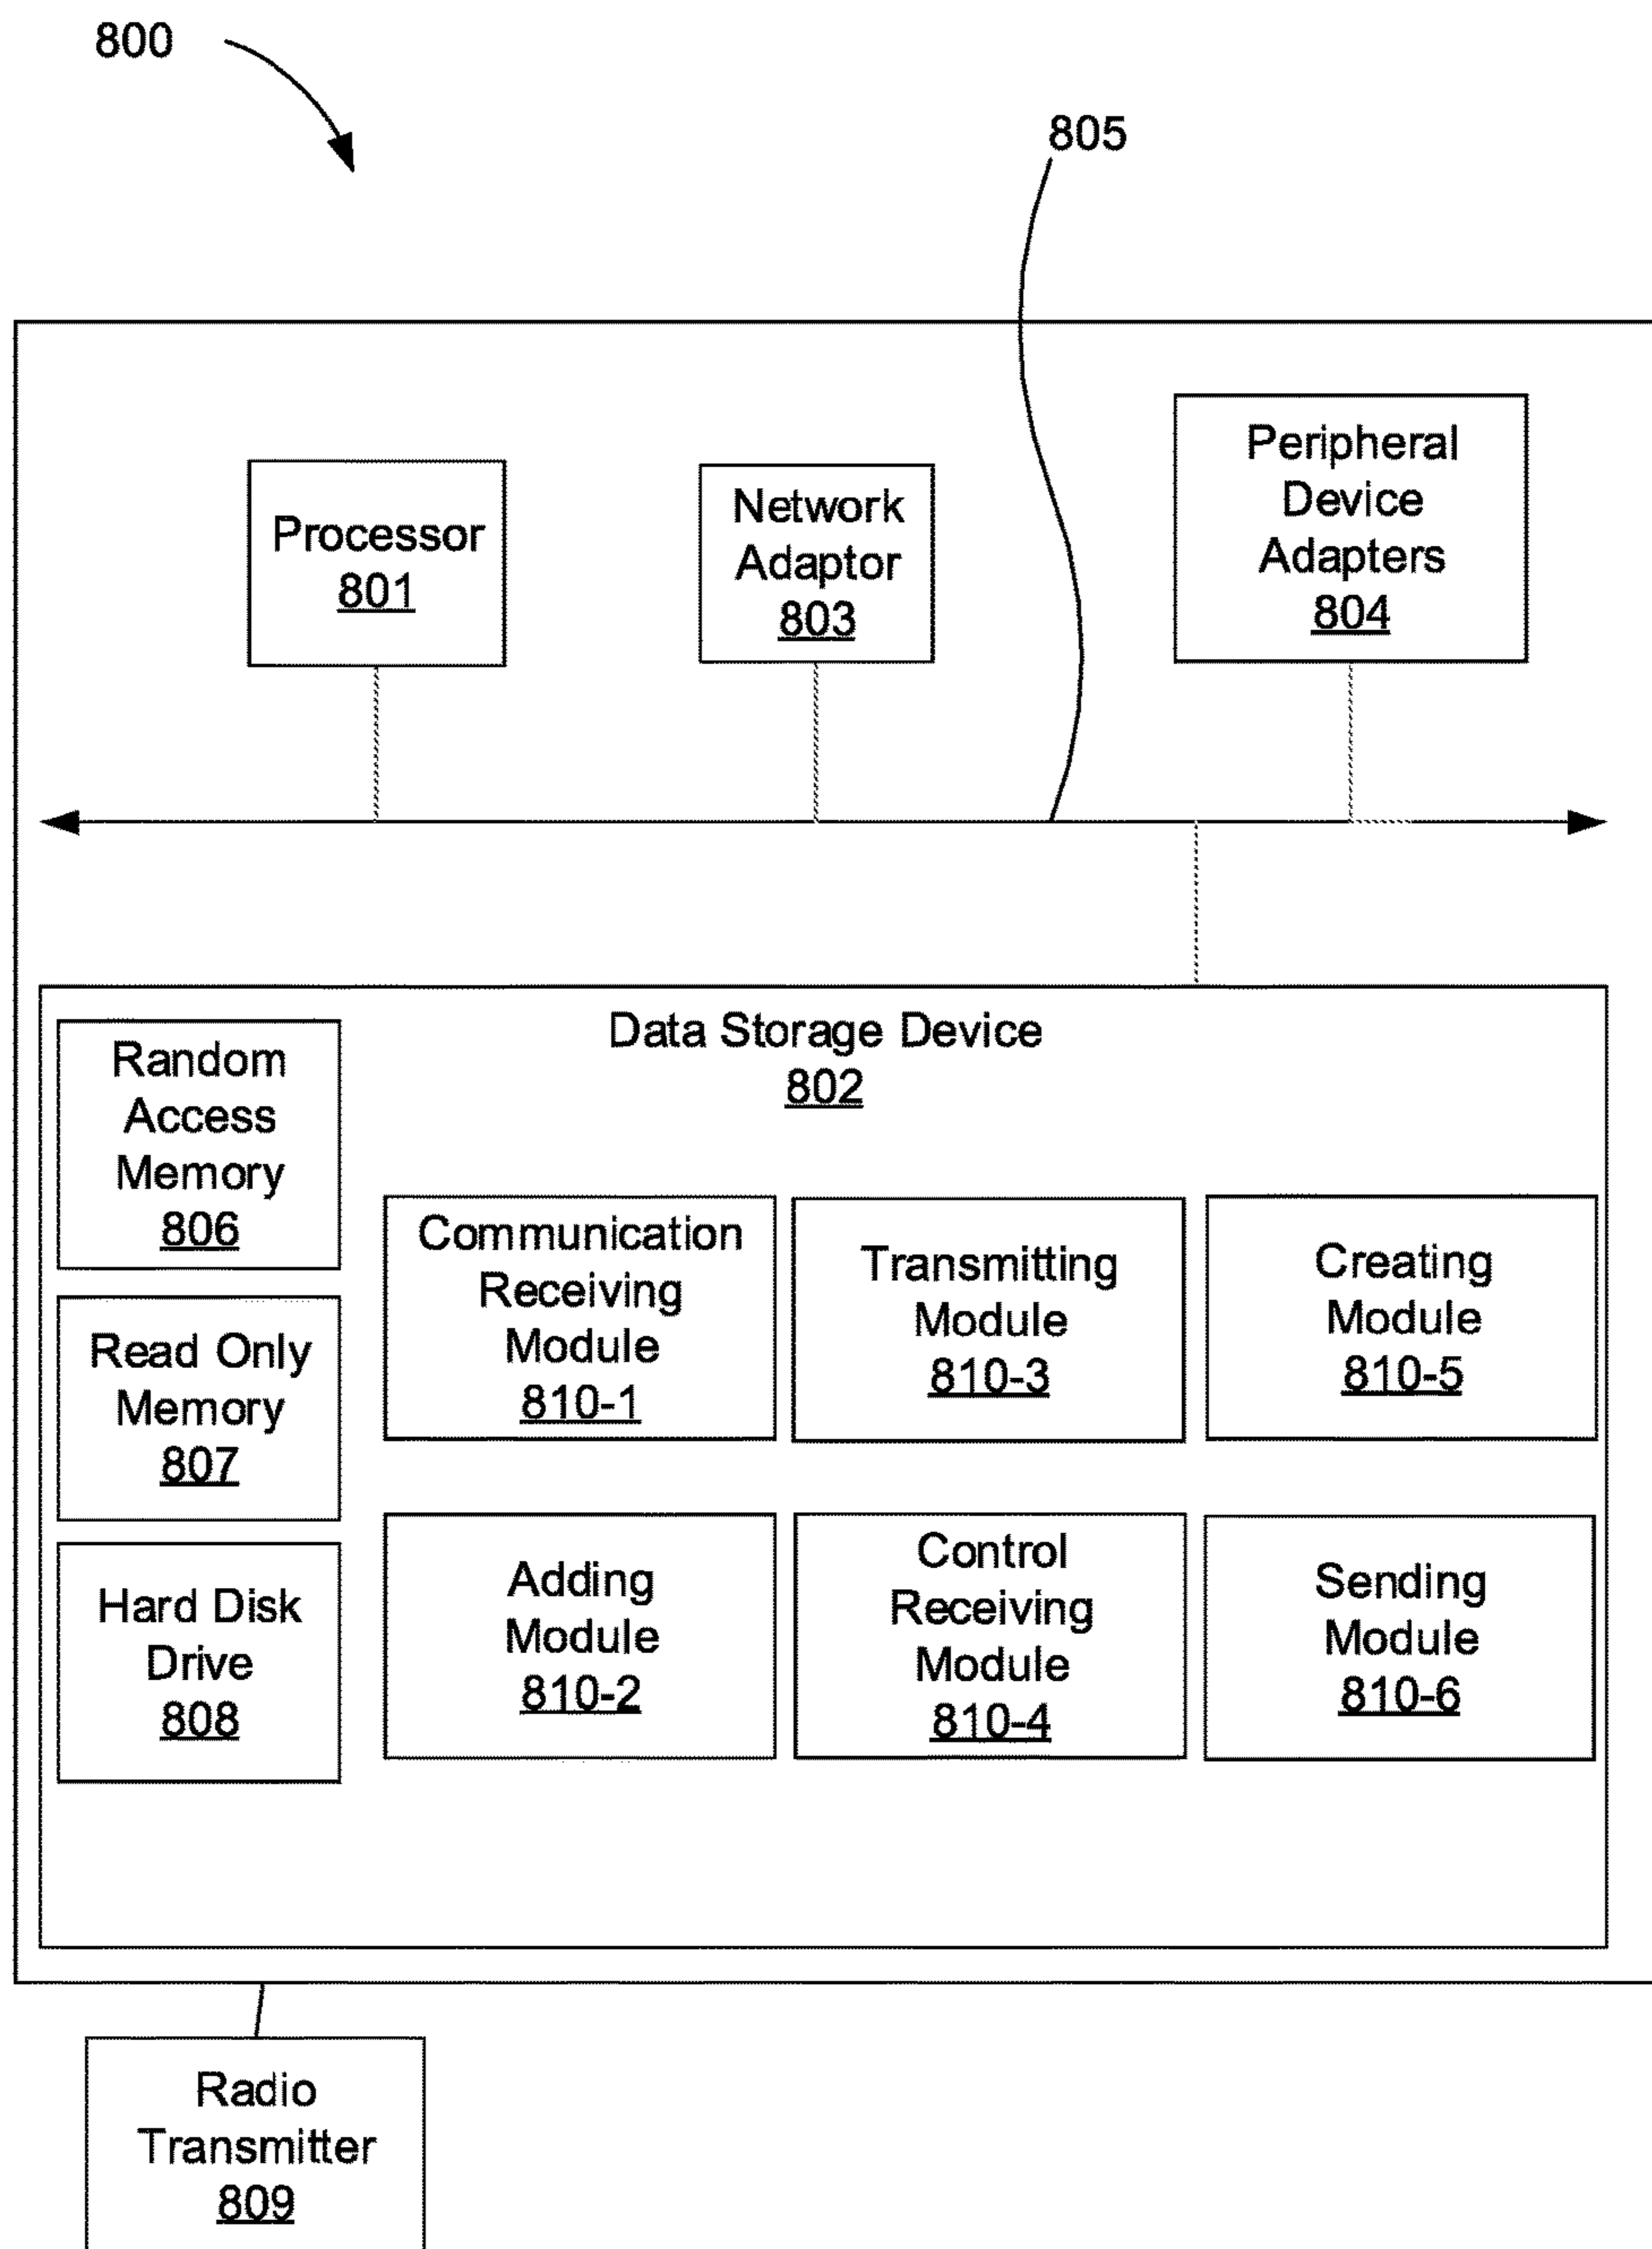 800
805
Processor
801
Network
Adaptor
803
Peripheral
Device
Adapters
804
Data Storage Device
802
Random
Access
Memory
806
Read Only
Memory
807
Hard Disk
Drive
808
Communication
Receiving
Module
810-1
Transmitting
Module
810-3
Creating
Module
810-5
Adding
Module
810-2
Control
Receiving
Module
810-4
Sending
Module
810-6
Radio
Transmitter
809